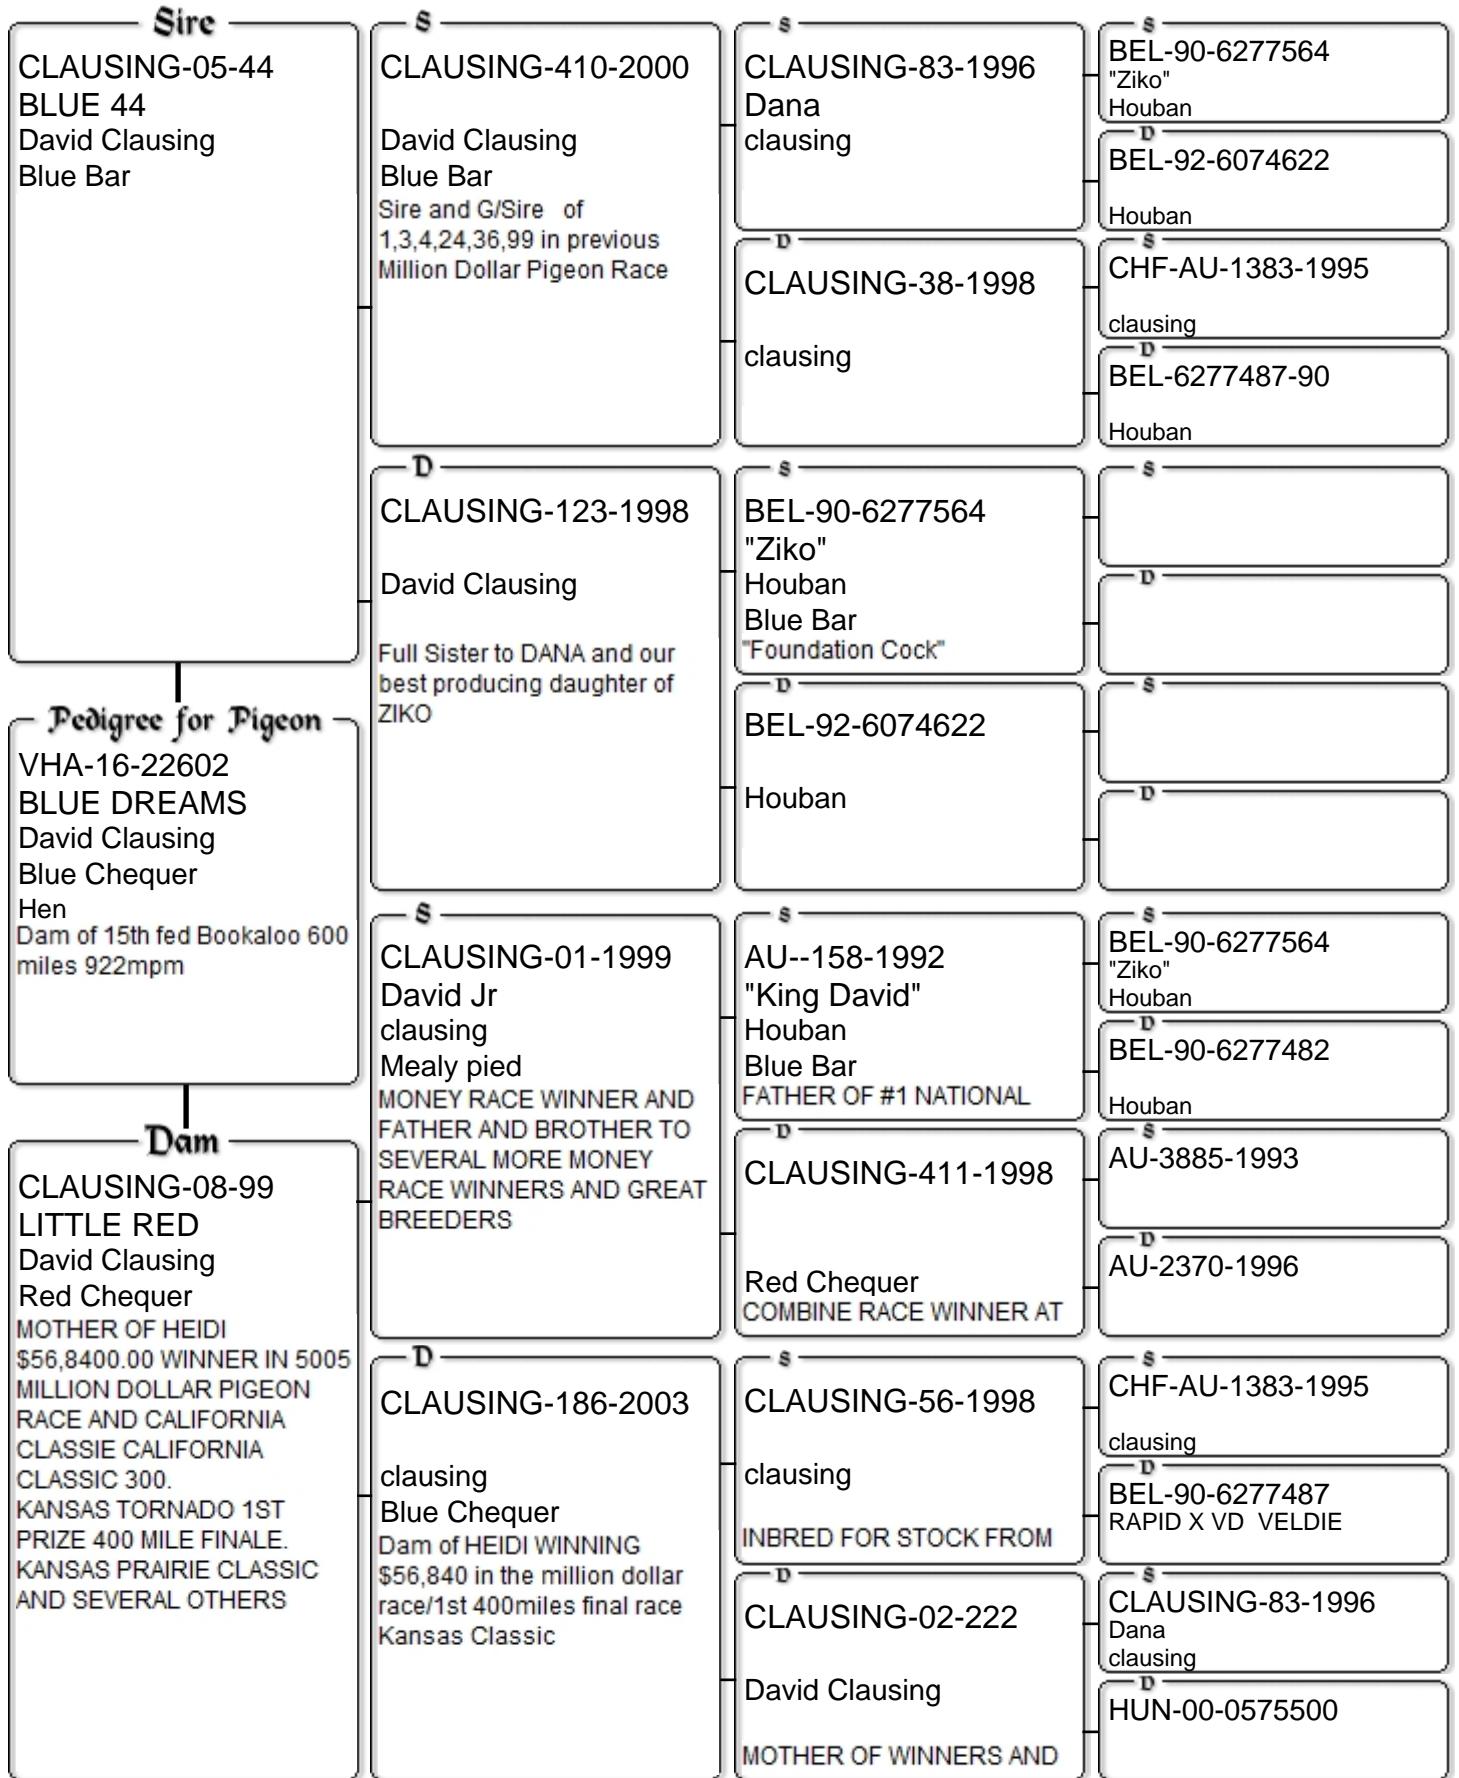 Sire
CLAUSING-05-44
BLUE 44
David Clausing
Blue Bar
Pedigree for Pigeon
VHA-16-22602
BLUE DREAMS
David Clausing
Blue Chequer
Hen
Dam of 15th fed Bookaloo 600
miles 922mpm
Dam
CLAUSING-08-99
LITTLE RED
David Clausing
Red Chequer
MOTHER OF HEIDI
$56,8400.00 WINNER IN 5005
MILLION DOLLAR PIGEON
RACE AND CALIFORNIA
CLASSIE CALIFORNIA
CLASSIC 300.
KANSAS TORNADO 1ST
PRIZE 400 MILE FINALE.
KANSAS PRAIRIE CLASSIC
AND SEVERAL OTHERS
S
CLAUSING-410-2000
David Clausing
Blue Bar
Sire and G/Sire of
1,3,4,24,36,99 in previous
Million Dollar Pigeon Race
D
CLAUSING-123-1998
David Clausing
Full Sister to DANA and our
best producing daughter of
ZIKO
S
CLAUSING-01-1999
David Jr
clausing
Mealy pied
MONEY RACE WINNER AND
FATHER AND BROTHER TO
SEVERAL MORE MONEY
RACE WINNERS AND GREAT
BREEDERS
D
CLAUSING-186-2003
clausing
Blue Chequer
Dam of HEIDI WINNING
$56,840 in the million dollar
race/1st 400miles final race
Kansas Classic
S
CLAUSING-83-1996
Dana
clausing
D
CLAUSING-38-1998
clausing
S
BEL-90-6277564
"Ziko"
Houban
Blue Bar
"Foundation Cock"
D
BEL-92-6074622
Houban
S
AU--158-1992
"King David"
Houban
Blue Bar
FATHER OF #1 NATIONAL
D
CLAUSING-411-1998
Red Chequer
COMBINE RACE WINNER AT
S
CLAUSING-56-1998
clausing
INBRED FOR STOCK FROM
D
CLAUSING-02-222
David Clausing
MOTHER OF WINNERS AND
S
BEL-90-6277564
"Ziko"
Houban
D
BEL-92-6074622
Houban
S
CHF-AU-1383-1995
clausing
D
BEL-6277487-90
Houban
S
D
S
D
S
BEL-90-6277564
"Ziko"
Houban
D
BEL-90-6277482
Houban
S
AU-3885-1993
D
AU-2370-1996
S
CHF-AU-1383-1995
clausing
D
BEL-90-6277487
RAPID X VD VELDIE
S
CLAUSING-83-1996
Dana
clausing
D
HUN-00-0575500